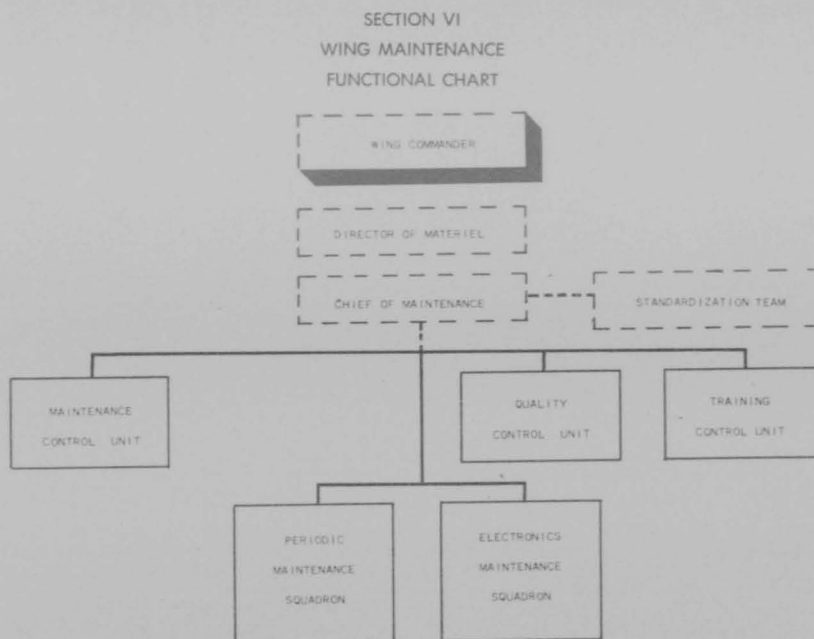 SECTION VI
WING MAINTENANCE
FUNCTIONAL CHART
WING COMMANDER
DIRECTOR OF MATERIEL
CHIEF OF MAINTENANCE
STANDARDIZATION TEAM
MAINTENANCE
CONTROL UNIT
QUALITY
CONTROL UNIT
TRAINING
CONTROL UNIT
PERIODIC
MAINTENANCE
SQUADRON
ELECTRONICS
MAINTENANCE
SQUADRON